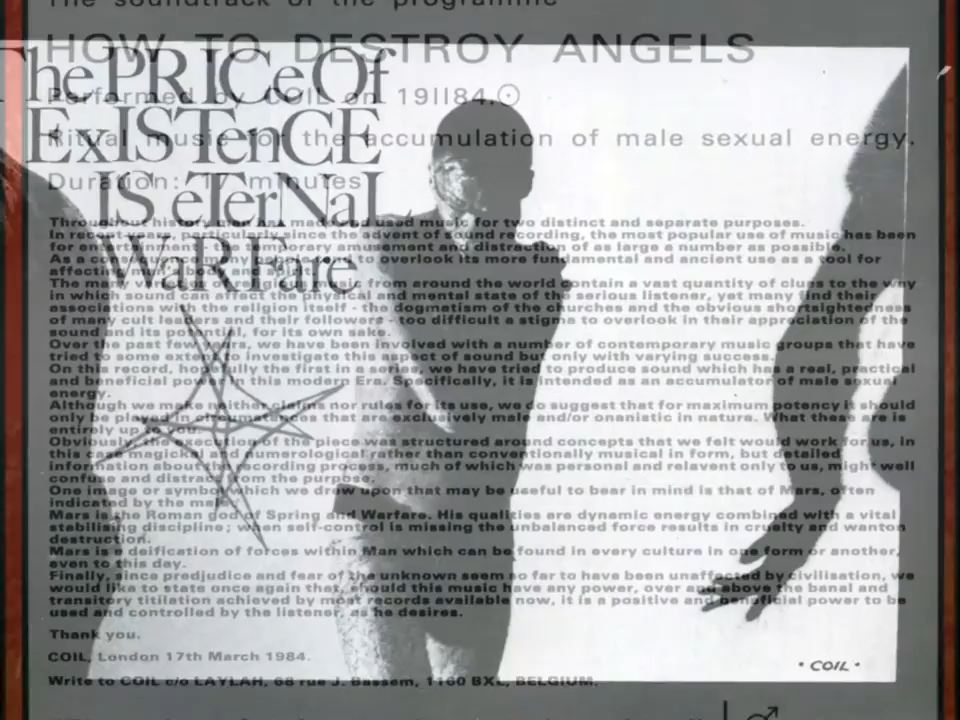 The soundtrack of the programme
HOW TO DESTROY ANGELS
Performed by COIL on 191184.
Ritual music for the accumulation of male sexual energy.
Duration: 17 minutes
The PRICe Of
ExISTenCE
IS eTerNaL
WaRFare
Throughout history man has made and used music for two distinct and separate purposes.
In recent years, particularly since the advent of sound recording, the most popular use of music has been
for entertainment - a temporary amusement and distraction of as large a number as possible.
As a to overlook its more fundamental and ancient use as a tool for
affecting man's body and spirit.
The many of religious from around the world contain a vast quantity of clues to the way
in which sound can affect the physical and mental state of the serious listener, yet many find their
associations with the religion itself - the dogmatism of the churches and the obvious shortsightedness
of many cult leaders and their followers - too difficult a stigma to overlook in their appreciation of the
sound and its potential, for its own sake.
Over the past few years, we have been involved with a number of contemporary music groups that have
tried to some extent to investigate this aspect of sound but only with varying success.
On this record, hopefully the first in a series, we have tried to produce sound which has a real, practical
and beneficial power in this modern Era. Specifically, it is intended as an accumulator of male sexual
energy.
Although we make neither claims nor rules for its use, we do suggest that for maximum potency it should
only be played in circumstances that are exclusively male and/or onanistic in nature. What these are is
entirely up to you.
Obviously, the execution of the piece was structured around concepts that we felt would work for us, in
this case magickal and numerological rather than conventionally musical in form, but detailed
information about the recording process, much of which was personal and relavent only to us, might well
confuse and distract from the purpose.
One image or symbol which we drew upon that may be useful to bear in mind is that of Mars, often
indicated by the male
Mars is the Roman god of Spring and Warfare. His qualities are dynamic energy combined with a vital
stabilising discipline; when self-control is missing the unbalanced force results in cruelty and wanton
destruction.
Mars is a deification of forces within Man which can be found in every culture in one form or another,
even to this day.
Finally, since predjudice and fear of the unknown seem so far to have been unaffected by civilisation, we
would like to state once again that, should this music have any power, over and above the banal and
transitory titilation achieved by most records available now, it is a positive and beneficial power to be
used and controlled by the listener, as he desires.
Thank you.
COIL, London 17th March 1984.
• COIL •
Write to COIL c/o LAYLAH, 68 rue J. Bassem, 1160 BXL, BELGIUM.